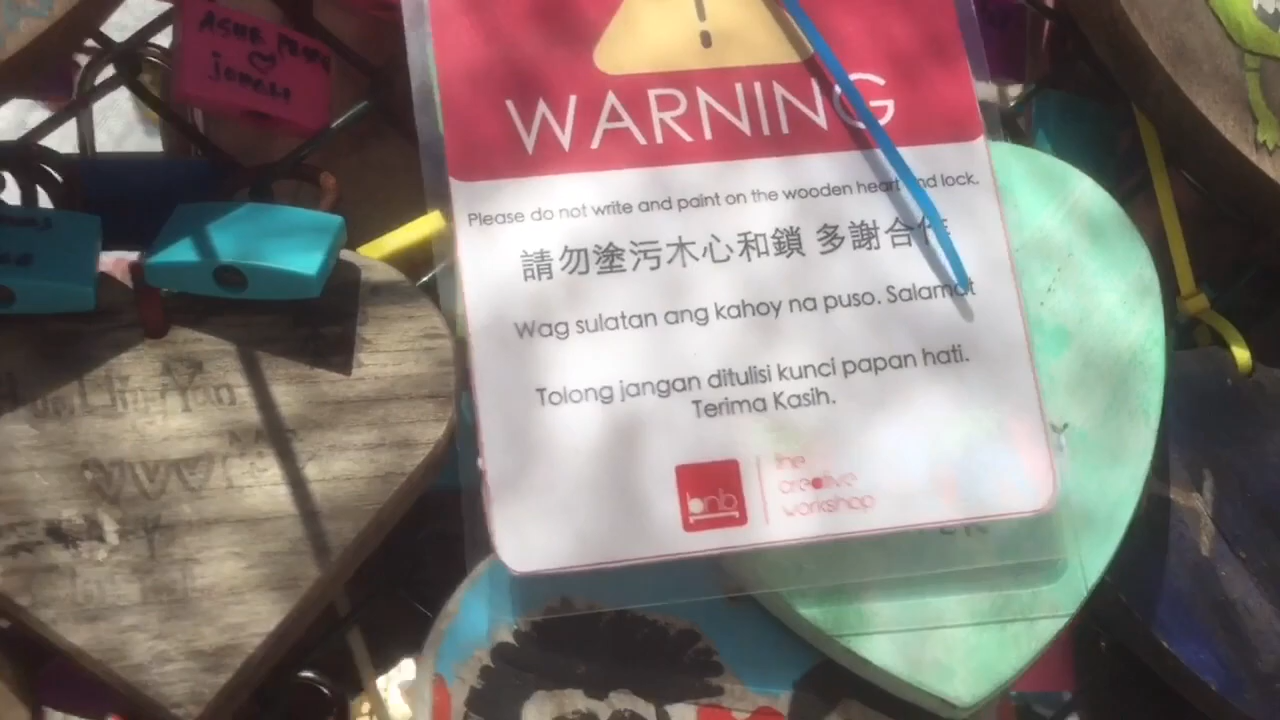 WARNING
Please do not write and paint on the wooden heart and lock.
請勿塗污木心和鎖 多謝合作
Wag sulatan ang kahoy na puso. Salamat
Tolong jangan ditulisi kunci papan hati.
Terima Kasih.
bnb
the
creative
workshop